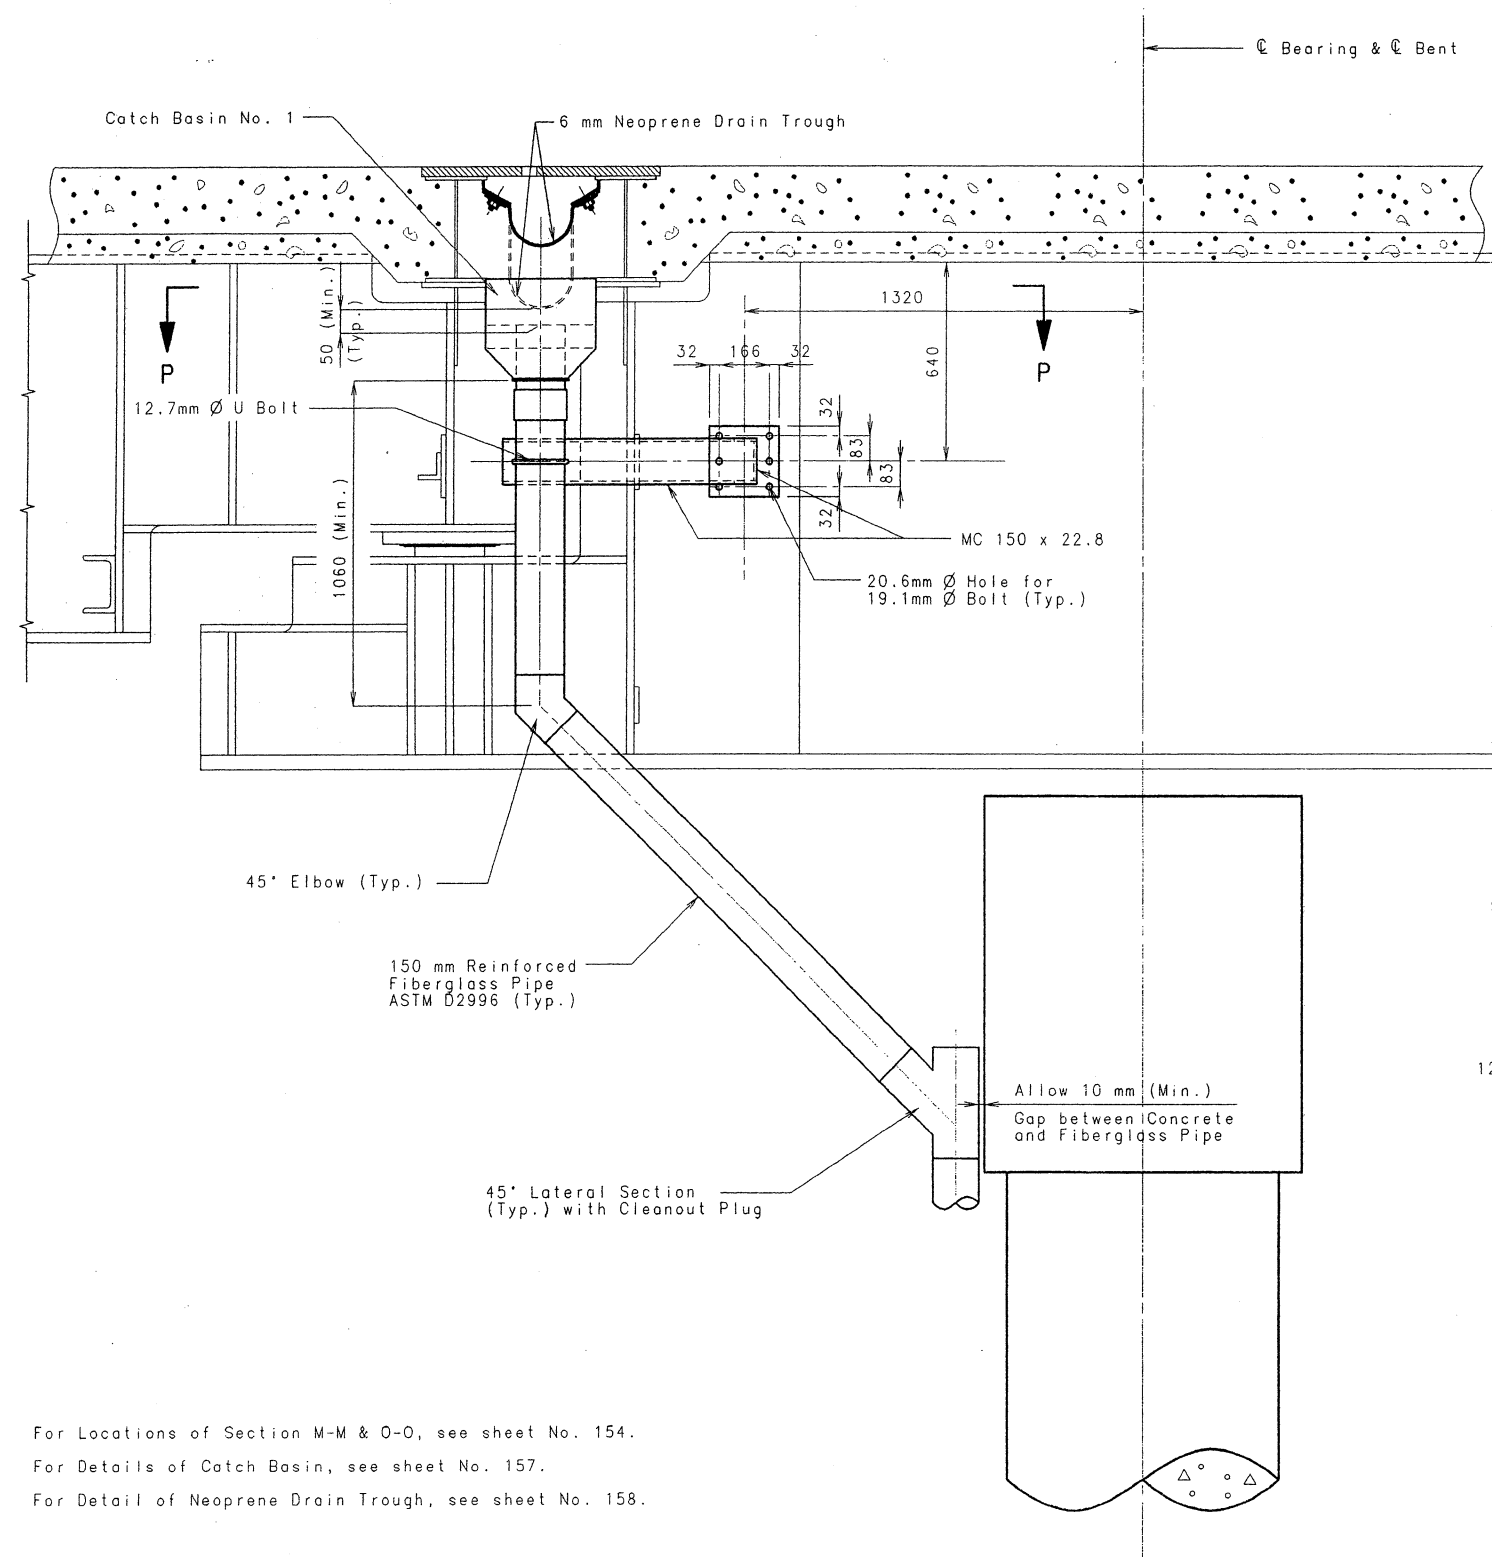 ℄ Bearing & ℄ Bent
Catch Basin No. 1
6 mm Neoprene Drain Trough
1320
50 (Min.)
(Typ.)
P
P
640
32
166
32
12.7mm Ø U Bolt
32
83
83
32
1060 (Min.)
MC 150 x 22.8
20.6mm Ø Hole for
19.1mm Ø Bolt (Typ.)
45° Elbow (Typ.)
150 mm Reinforced
Fiberglass Pipe
ASTM D2996 (Typ.)
12
Allow 10 mm (Min.)
Gap between Concrete
and Fiberglass Pipe
45° Lateral Section
(Typ.) with Cleanout Plug
For Locations of Section M-M & O-O, see sheet No. 154.
For Details of Catch Basin, see sheet No. 157.
For Detail of Neoprene Drain Trough, see sheet No. 158.